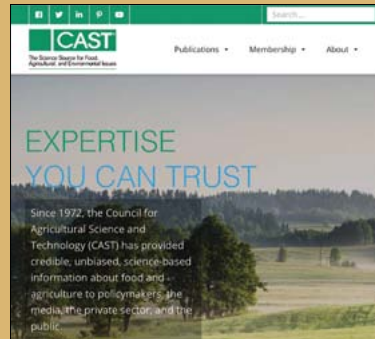 Search...
CAST
The Science Source for Food,
Agricultural, and Environmental Issues
Publications
Membership
About
EXPERTISE
YOU CAN TRUST
Since 1972, the Council for
Agricultural Science and
Technology (CAST) has provided
credible, unbiased, science-based
information about food and
agriculture to policymakers, the
media, the private sector, and the
public.